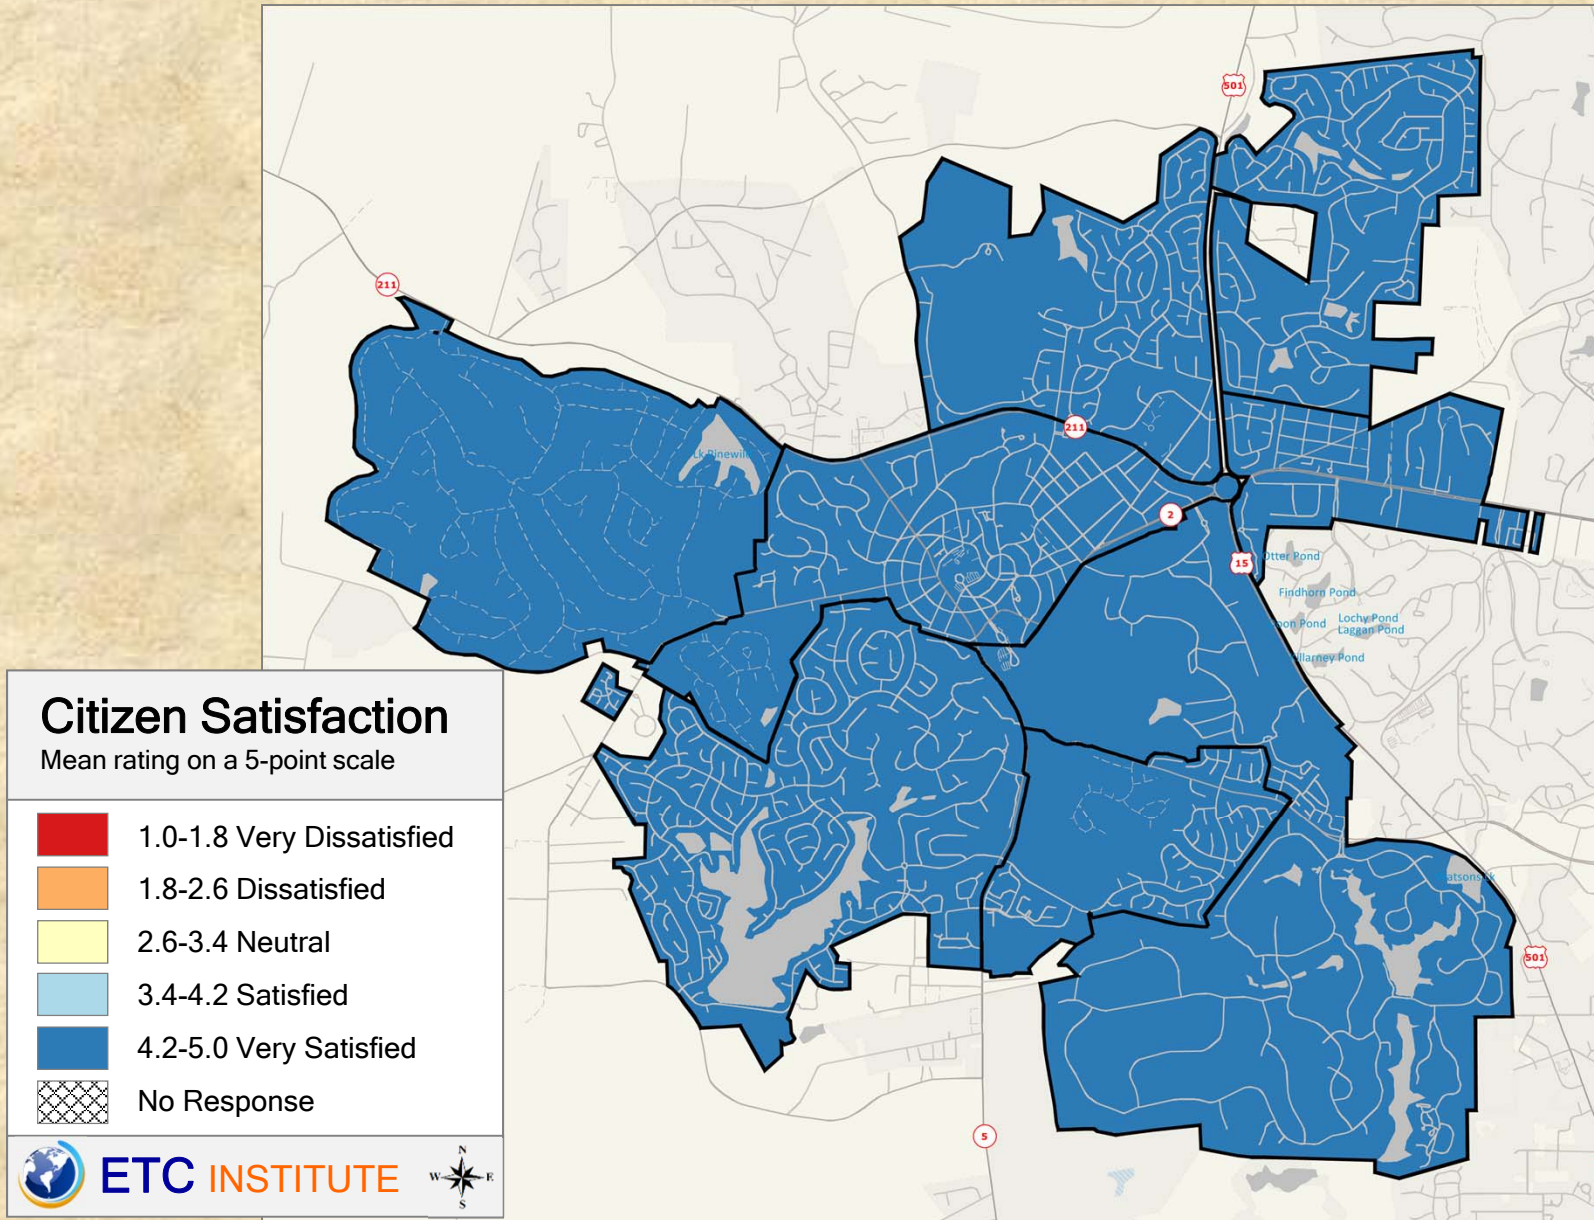 501
211
211
Lk Pinewild
2
15
Otter Pond
Findhorn Pond
Lochy Pond
Laggan Pond
501
5
Citizen Satisfaction
Mean rating on a 5-point scale
1.0-1.8 Very Dissatisfied
1.8-2.6 Dissatisfied
2.6-3.4 Neutral
3.4-4.2 Satisfied
4.2-5.0 Very Satisfied
No Response
ETC INSTITUTE
N
W E
S